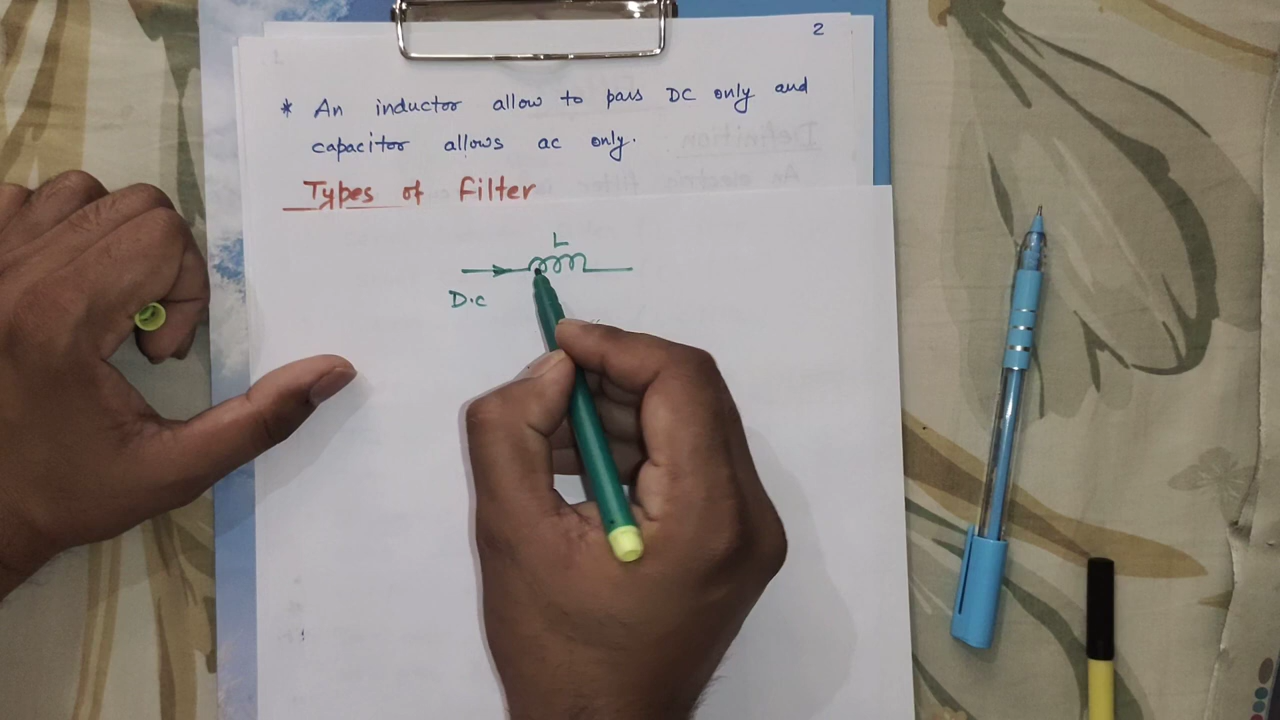 2
* An inductor allow to pass DC only and
capacitor allows ac only.
Types of Filter
L
D.c